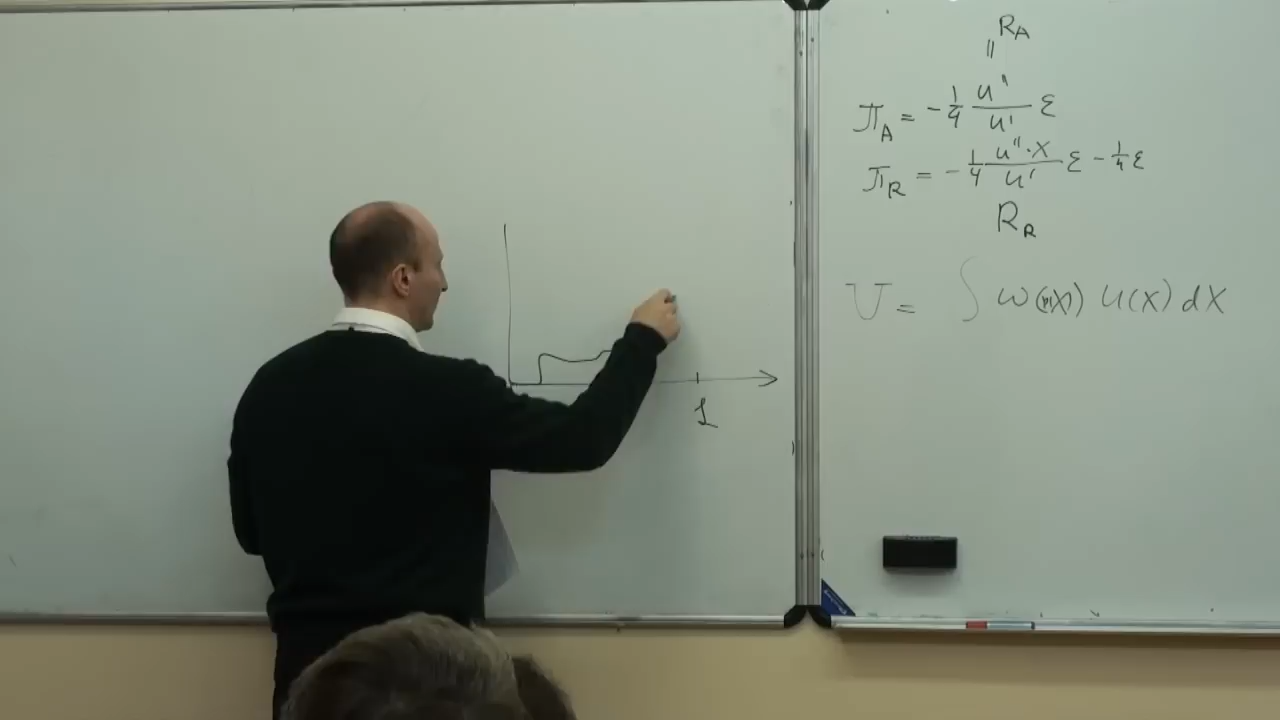 R_A
||
π_A = -1/4 u''/u' ε
π_R = -1/4 u''·x/u' ε - 1/4 ε
R_R
U = ∫ω( x) u(x) dx
1